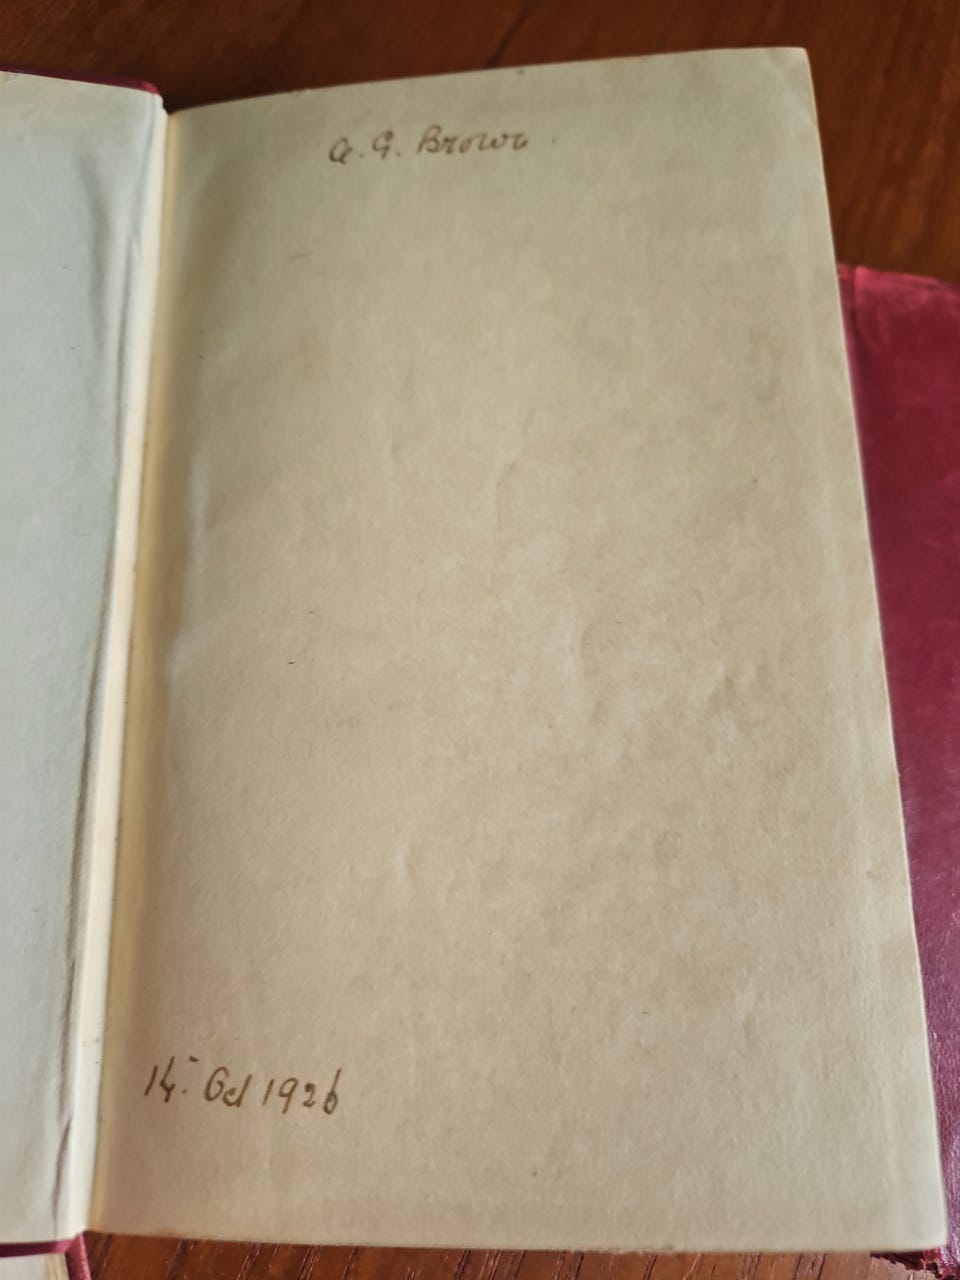 a. G. Brown
14. Oct 1926